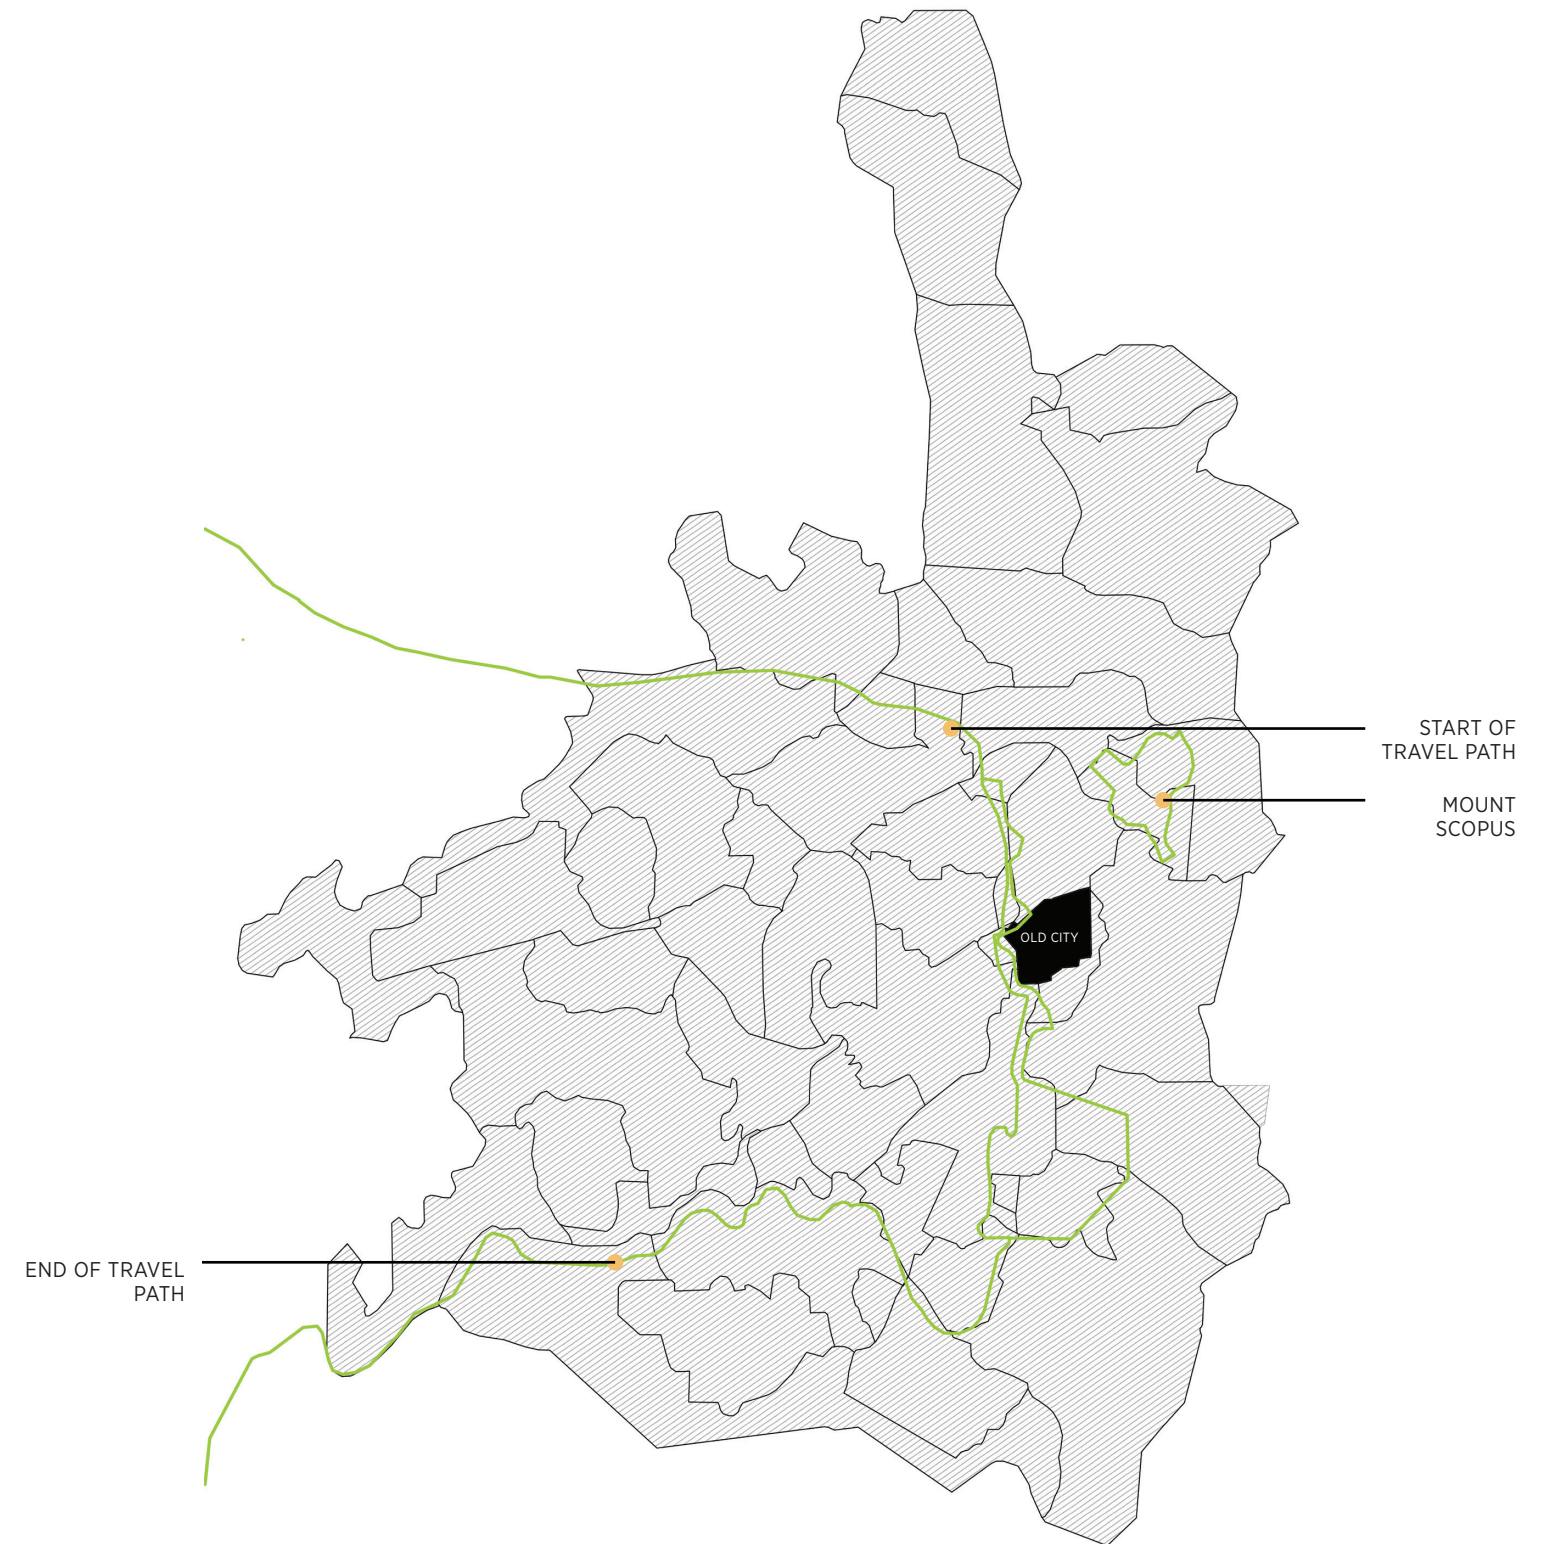 START OF
TRAVEL PATH
MOUNT
SCOPUS
OLD CITY
END OF TRAVEL
PATH